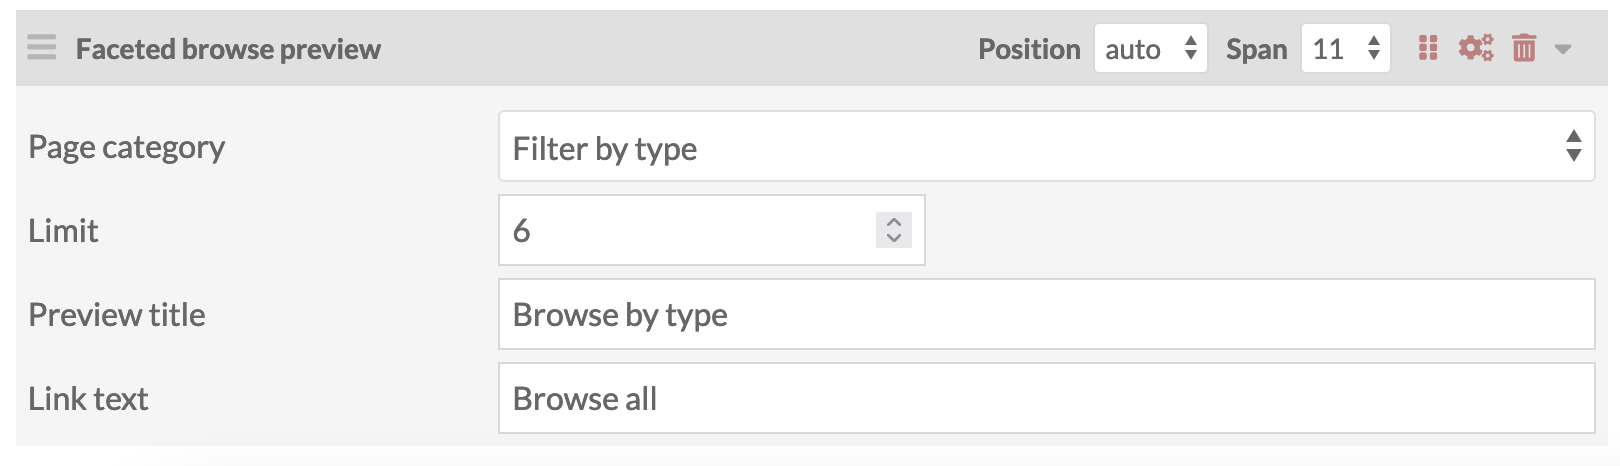 Faceted browse preview Position auto Span 11
Page category Filter by type
Limit 6
Preview title Browse by type
Link text Browse all